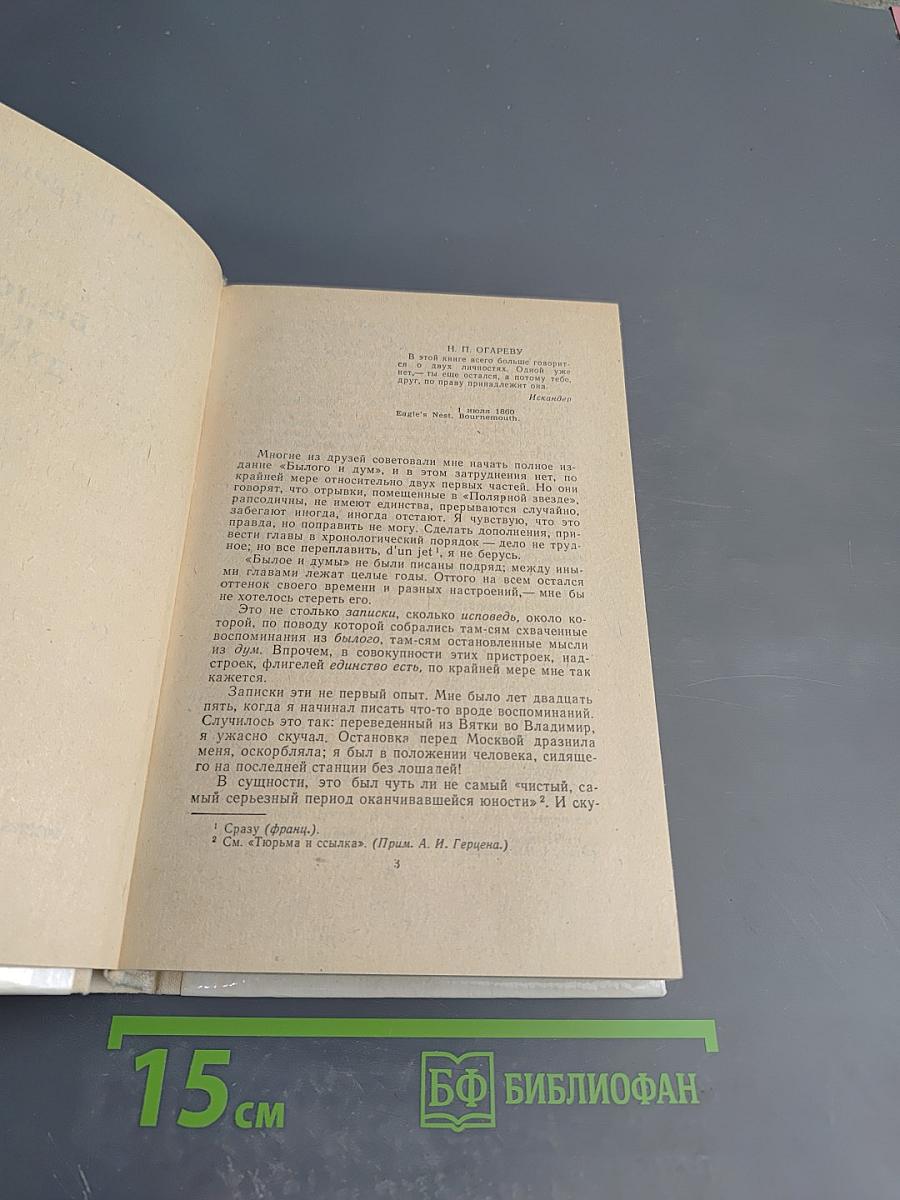 Н. П. ОГАРЕВУ
В этой книге всего больше говорит-
ся о двух личностях. Одной уже
нет,— ты еще остался, а потому тебе,
друг, по праву принадлежит она.
Искандер
1 июля 1860
Eagle's Nest, Bournemouth.
Многие из друзей советовали мне начать полное из-
дание «Былого и дум», и в этом затруднения нет, по
крайней мере относительно двух первых частей. Но они
говорят, что отрывки, помещенные в «Полярной звезде»,
рапсодичны, не имеют единства, прерываются случайно,
забегают иногда, иногда отстают. Я чувствую, что это
правда, но поправить не могу. Сделать дополнения, при-
вести главы в хронологический порядок — дело не труд-
ное; но все переплавить, d'un jet¹, я не берусь.
«Былое и думы» не были писаны подряд; между ины-
ми главами лежат целые годы. Оттого на всем остался
оттенок своего времени и разных настроений,— мне бы
не хотелось стереть его.
Это не столько записки, сколько исповедь, около ко-
торой, по поводу которой собрались там-сям схваченные
воспоминания из былого, там-сям остановленные мысли
из дум. Впрочем, в совокупности этих пристроек, над-
строек, флигелей единство есть, по крайней мере мне так
кажется.
Записки эти не первый опыт. Мне было лет двадцать
пять, когда я начинал писать что-то вроде воспоминаний.
Случилось это так: переведенный из Вятки во Владимир,
я ужасно скучал. Остановка перед Москвой дразнила
меня, оскорбляла; я был в положении человека, сидяще-
го на последней станции без лошадей!
В сущности, это был чуть ли не самый «чистый, са-
мый серьезный период оканчивавшейся юности»². И ску-
¹ Сразу (франц.).
² См. «Тюрьма и ссылка». (Прим. А. И. Герцена.)
3
15 см
БФ БИБЛИОФАН